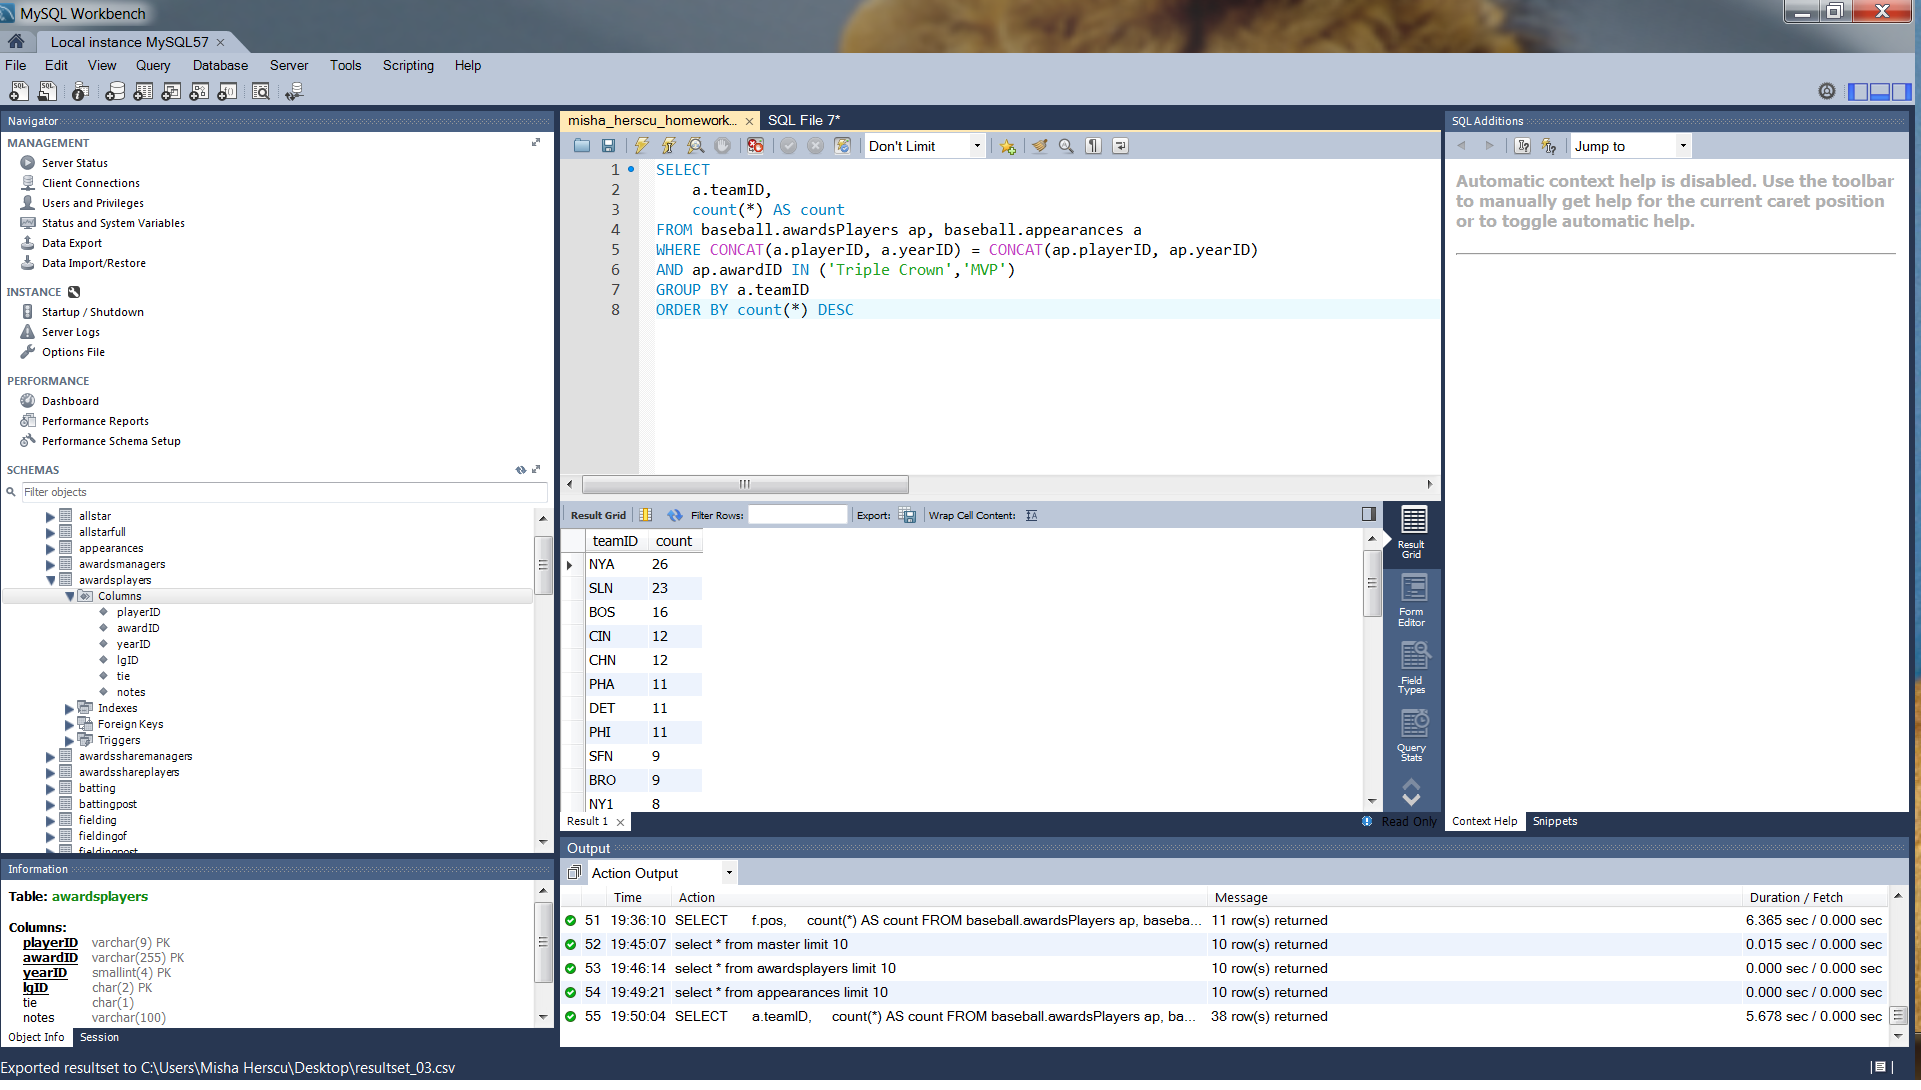 MySQL Workbench
Local instance MySQL57
File Edit View Query Database Server Tools Scripting Help
Navigator
MANAGEMENT
Server Status
Client Connections
Users and Privileges
Status and System Variables
Data Export
Data Import/Restore
INSTANCE
Startup / Shutdown
Server Logs
Options File
PERFORMANCE
Dashboard
Performance Reports
Performance Schema Setup
SCHEMAS
Filter objects
allstar
allstarfull
appearances
awardsmanagers
awardsplayers
Columns
playerID
awardID
yearID
lgID
tie
notes
Indexes
Foreign Keys
Triggers
awardssharemanagers
awardsshareplayers
batting
battingpost
fielding
fieldingof
fieldingpost
Information
Table: awardsplayers
Columns:
playerID varchar(9) PK
awardID varchar(255) PK
yearID smallint(4) PK
lgID char(2) PK
tie char(1)
notes varchar(100)
Object Info Session
misha_herscu_homework... SQL File 7*
Don't Limit
1 SELECT
2 a.teamID,
3 count(*) AS count
4 FROM baseball.awardsPlayers ap, baseball.appearances a
5 WHERE CONCAT(a.playerID, a.yearID) = CONCAT(ap.playerID, ap.yearID)
6 AND ap.awardID IN ('Triple Crown','MVP')
7 GROUP BY a.teamID
8 ORDER BY count(*) DESC
Result Grid Filter Rows: Export: Wrap Cell Content:
teamID count
NYA 26
SLN 23
BOS 16
CIN 12
CHN 12
PHA 11
DET 11
PHI 11
SFN 9
BRO 9
NY1 8
Result Grid
Form Editor
Field Types
Query Stats
Result 1
Read Only
SQL Additions
Jump to
Automatic context help is disabled. Use the toolbar
to manually get help for the current caret position
or to toggle automatic help.
Context Help Snippets
Output
Action Output
Time Action Message Duration / Fetch
51 19:36:10 SELECT f.pos, count(*) AS count FROM baseball.awardsPlayers ap, baseba... 11 row(s) returned 6.365 sec / 0.000 sec
52 19:45:07 select * from master limit 10 10 row(s) returned 0.015 sec / 0.000 sec
53 19:46:14 select * from awardsplayers limit 10 10 row(s) returned 0.000 sec / 0.000 sec
54 19:49:21 select * from appearances limit 10 10 row(s) returned 0.000 sec / 0.000 sec
55 19:50:04 SELECT a.teamID, count(*) AS count FROM baseball.awardsPlayers ap, ba... 38 row(s) returned 5.678 sec / 0.000 sec
Exported resultset to C:\Users\Misha Herscu\Desktop\resultset_03.csv